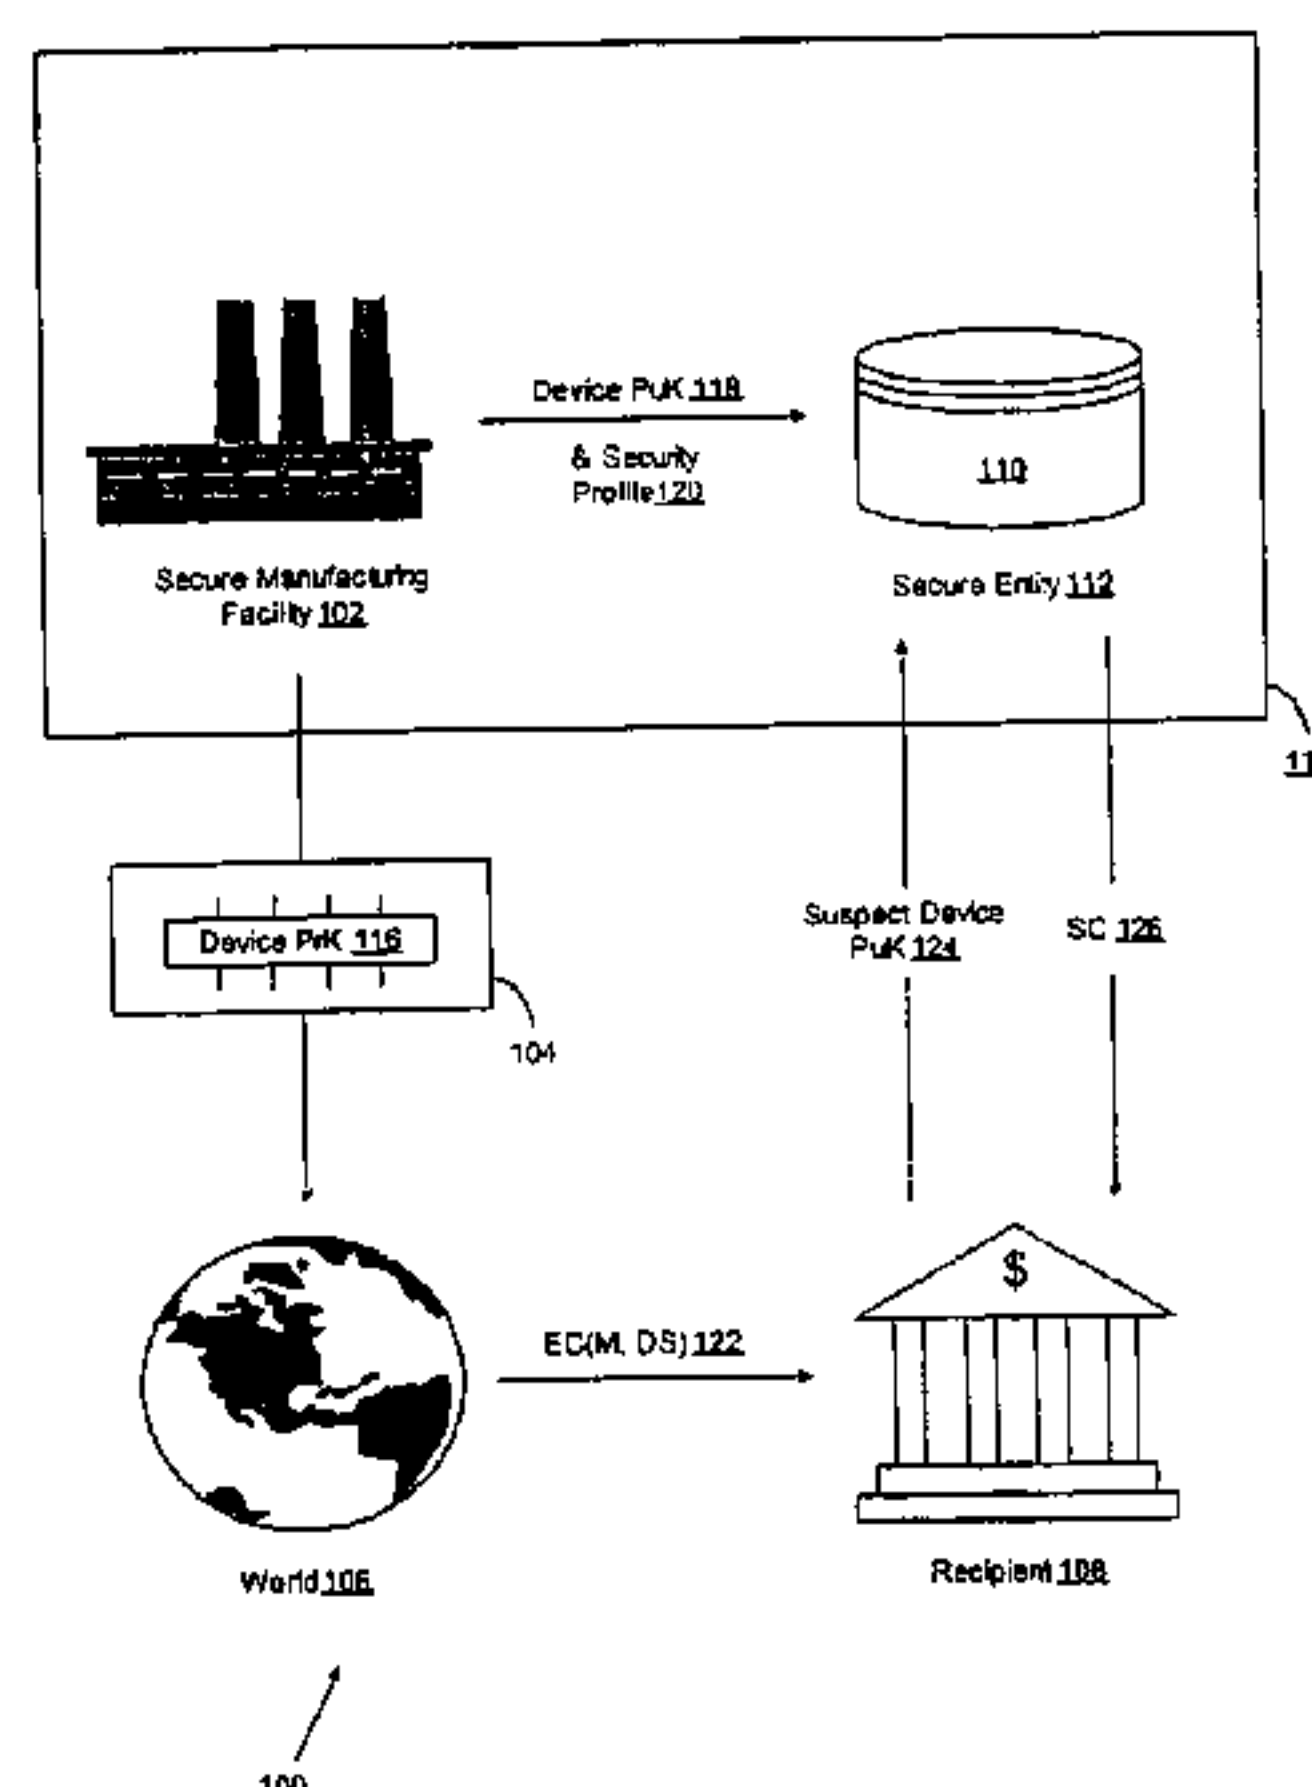 Device PuK 118
& Security
Profile 120
110
Secure Manufacturing
Facility 102
Secure Entity 112
Device PrK 116
104
Suspect Device
PuK 124
SC 126
$
EC(M, DS) 122
World 106
Recipient 108
100